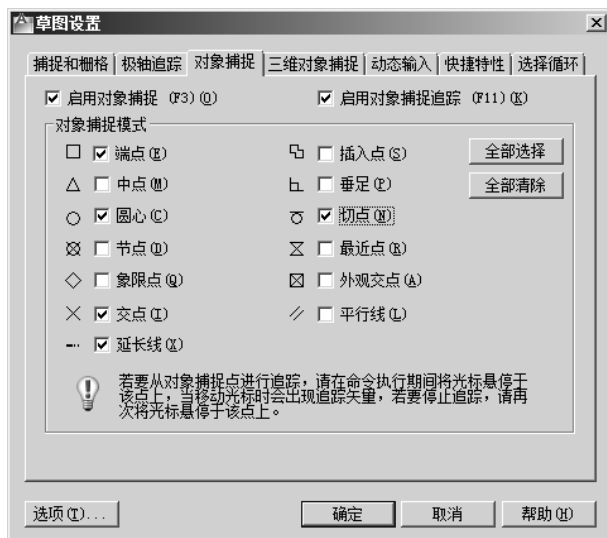 草图设置
捕捉和栅格 极轴追踪 对象捕捉 三维对象捕捉 动态输入 快捷特性 选择循环
启用对象捕捉 (F3)(O) 启用对象捕捉追踪 (F11)(K)
对象捕捉模式
端点(E) 插入点(S) 全部选择
中点(M) 垂足(P) 全部清除
圆心(C) 切点(N)
节点(D) 最近点(R)
象限点(Q) 外观交点(A)
交点(I) 平行线(L)
延长线(X)
若要从对象捕捉点进行追踪，请在命令执行期间将光标悬停于
该点上，当移动光标时会出现追踪矢量，若要停止追踪，请再
次将光标悬停于该点上。
选项(T)... 确定 取消 帮助(H)